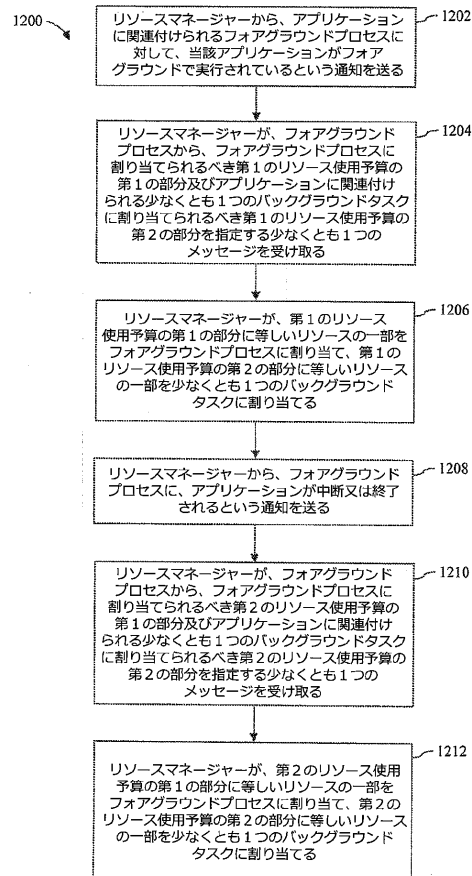 1200
1202
リソースマネージャーから、アプリケーション
に関連付けられるフォアグラウンドプロセスに
対して、当該アプリケーションがフォア
グラウンドで実行されているという通知を送る
1204
リソースマネージャーが、フォアグラウンド
プロセスから、フォアグラウンドプロセスに
割り当てられるべき第1のリソース使用予算の
第1の部分及びアプリケーションに関連付け
られる少なくとも1つのバックグラウンドタスク
に割り当てられるべき第1のリソース使用予算の
第2の部分を指定する少なくとも1つの
メッセージを受け取る
1206
リソースマネージャーが、第1のリソース
使用予算の第1の部分に等しいリソースの一部を
フォアグラウンドプロセスに割り当て、第1の
リソース使用予算の第2の部分に等しいリソース
の一部を少なくとも1つのバックグラウンド
タスクに割り当てる
1208
リソースマネージャーから、フォアグラウンド
プロセスに、アプリケーションが中断又は終了
されるという通知を送る
1210
リソースマネージャーが、フォアグラウンド
プロセスから、フォアグラウンドプロセスに
割り当てられるべき第2のリソース使用予算の
第1の部分及びアプリケーションに関連付け
られる少なくとも1つのバックグラウンドタスク
に割り当てられるべき第2のリソース使用予算の
第2の部分を指定する少なくとも1つの
メッセージを受け取る
1212
リソースマネージャーが、第2のリソース使用
予算の第1の部分に等しいリソースの一部を
フォアグラウンドプロセスに割り当て、第2の
リソース使用予算の第2の部分に等しいリソース
の一部を少なくとも1つのバックグラウンド
タスクに割り当てる